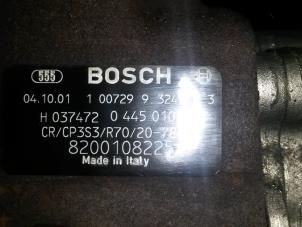 555 BOSCH
04.10.01 1 00729 9 324 3
H 037472 0 445 010
CR/CP3S3/R70/20-78
8200108225
Made in Italy